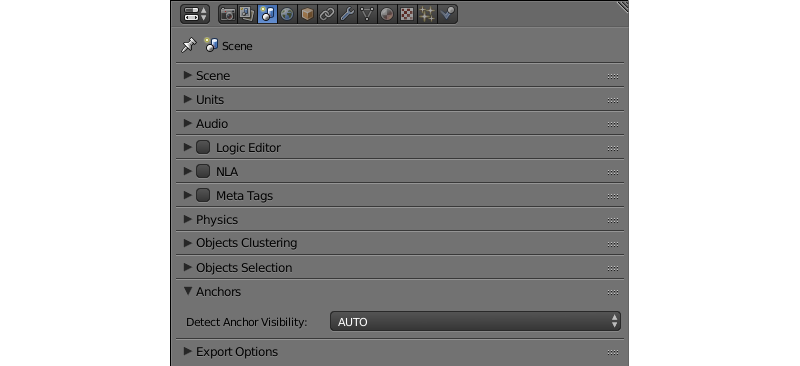 Scene
Scene
Units
Audio
Logic Editor
NLA
Meta Tags
Physics
Objects Clustering
Objects Selection
Anchors
Detect Anchor Visibility: AUTO
Export Options